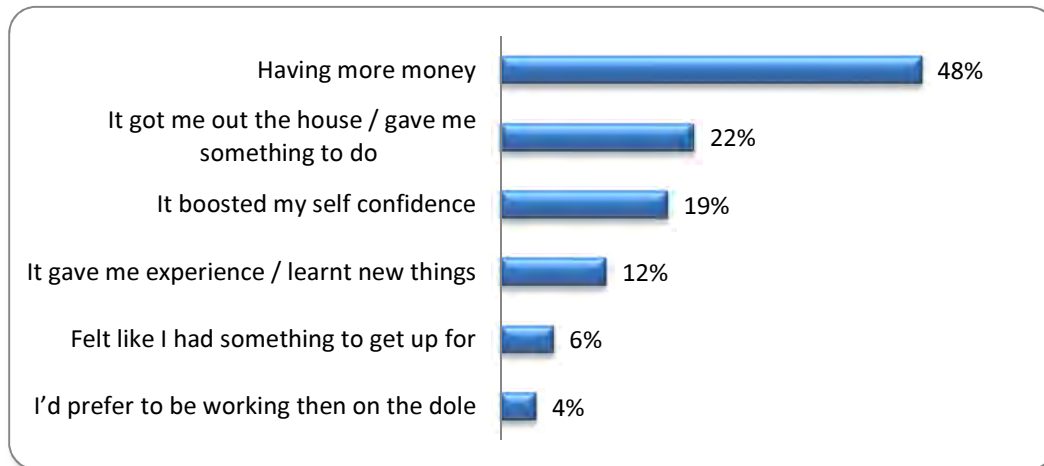 Having more money
48%
It got me out the house / gave me
something to do
22%
It boosted my self confidence
19%
It gave me experience / learnt new things
12%
Felt like I had something to get up for
6%
I’d prefer to be working then on the dole
4%